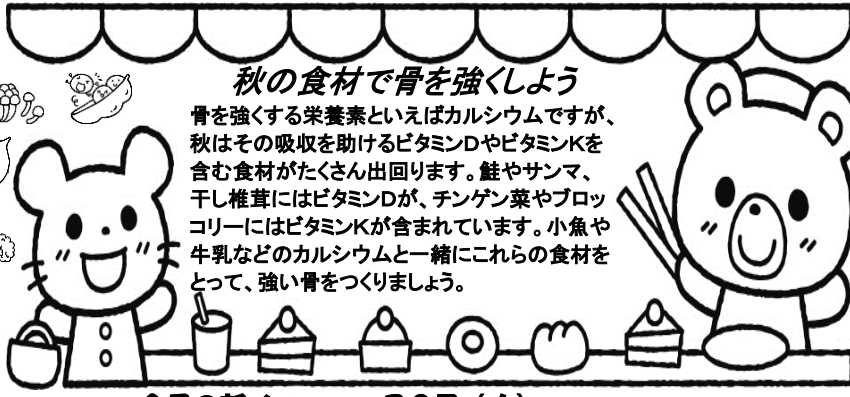 秋の食材で骨を強くしよう
骨を強くする栄養素といえばカルシウムですが、
秋はその吸収を助けるビタミンDやビタミンKを
含む食材がたくさん出回ります。鮭やサンマ、
干し椎茸にはビタミンDが、チンゲン菜やブロッ
コリーにはビタミンKが含まれています。小魚や
牛乳などのカルシウムと一緒にこれらの食材を
とって、強い骨をつくりましょう。